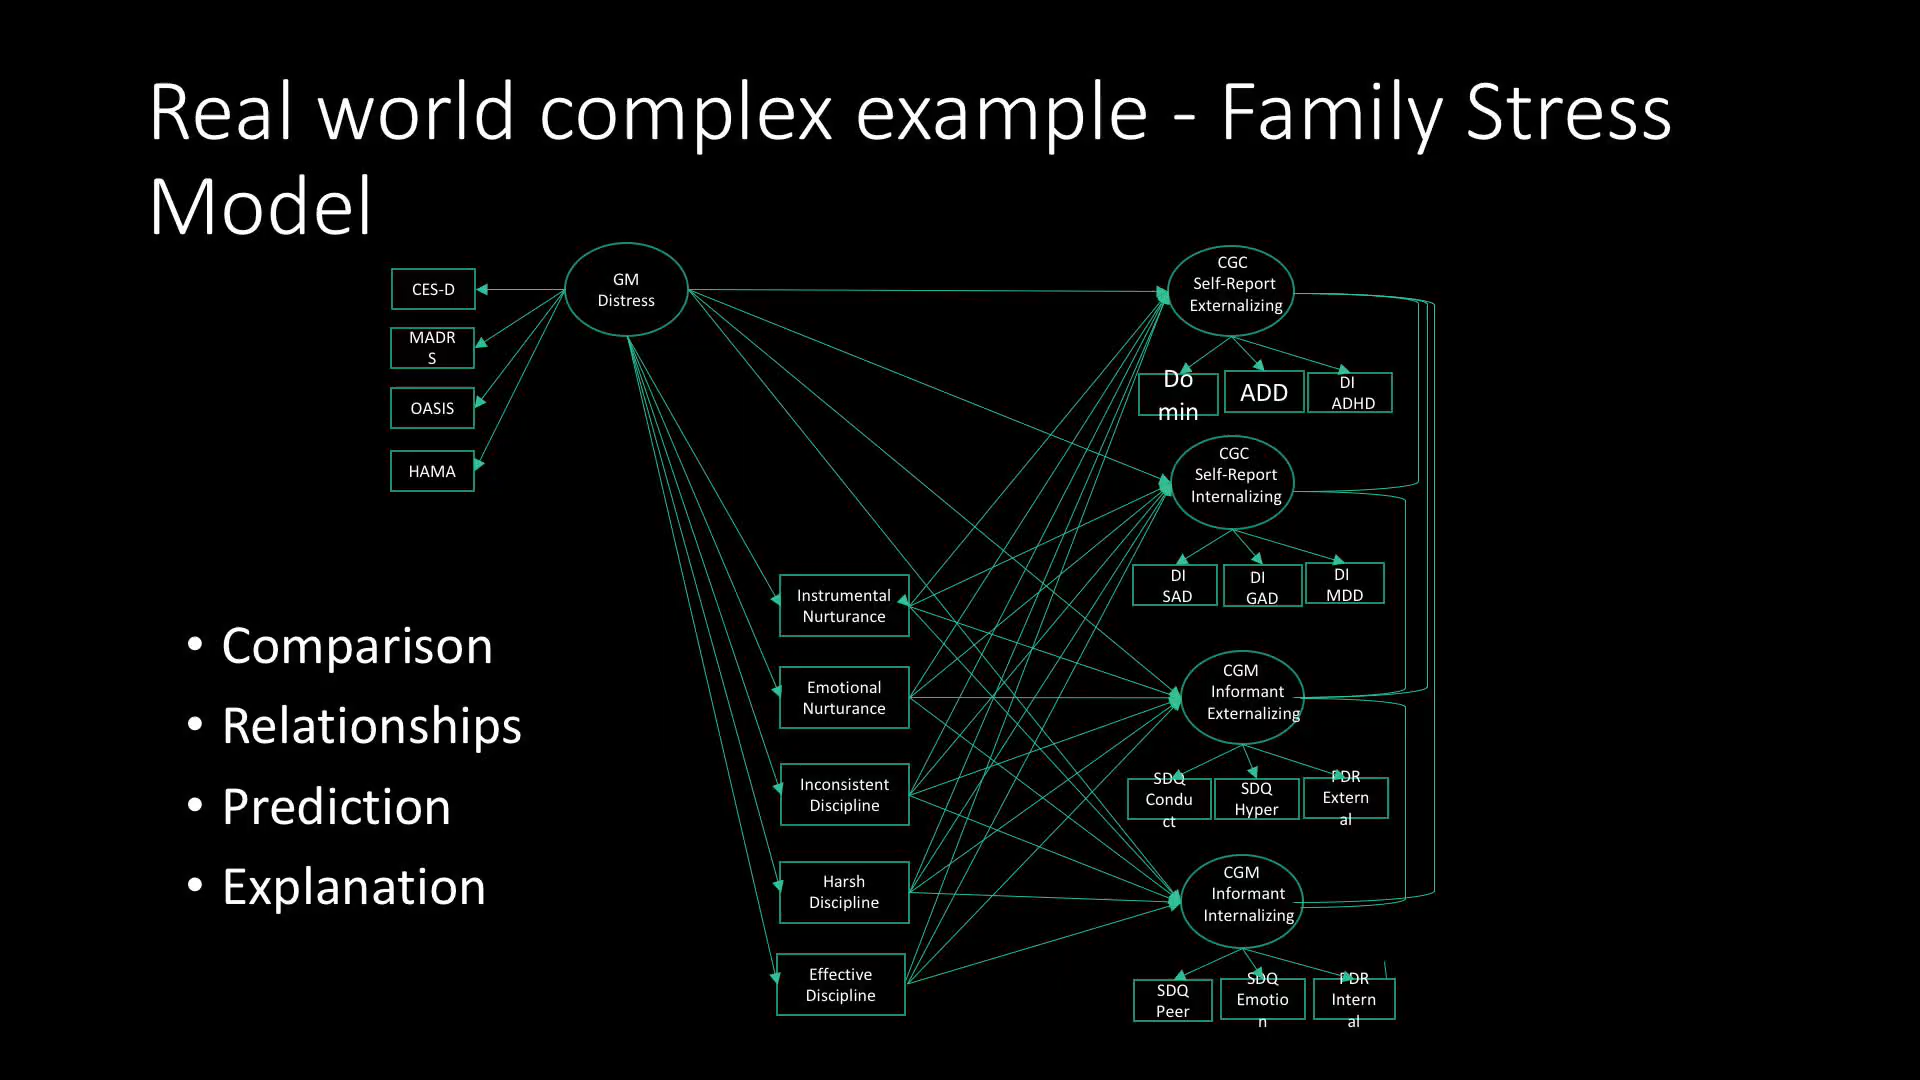 Real world complex example - Family Stress
Model
CES-D
MADR
S
OASIS
HAMA
GM
Distress
• Comparison
• Relationships
• Prediction
• Explanation
Instrumental
Nurturance
Emotional
Nurturance
Inconsistent
Discipline
Harsh
Discipline
Effective
Discipline
CGC
Self-Report
Externalizing
Do
min
ADD
DI
ADHD
CGC
Self-Report
Internalizing
DI
SAD
DI
GAD
DI
MDD
CGM
Informant
Externalizing
SDQ
Condu
ct
SDQ
Hyper
PDR
Extern
al
CGM
Informant
Internalizing
SDQ
Peer
SDQ
Emotio
n
PDR
Intern
al